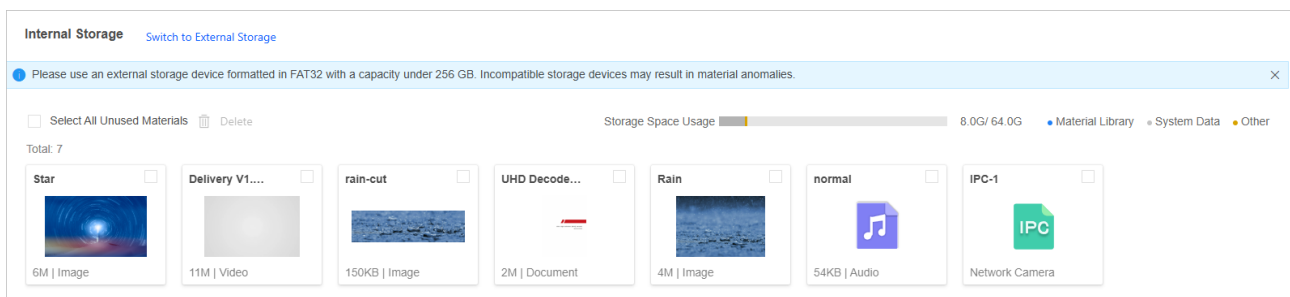 Internal Storage Switch to External Storage
Please use an external storage device formatted in FAT32 with a capacity under 256 GB. Incompatible storage devices may result in material anomalies.
Select All Unused Materials Delete Storage Space Usage 8.0G/ 64.0G Material Library System Data Other
Total: 7
Star Delivery V1.... rain-cut UHD Decode... Rain normal IPC-1
IPC
6M | Image 11M | Video 150KB | Image 2M | Document 4M | Image 54KB | Audio Network Camera